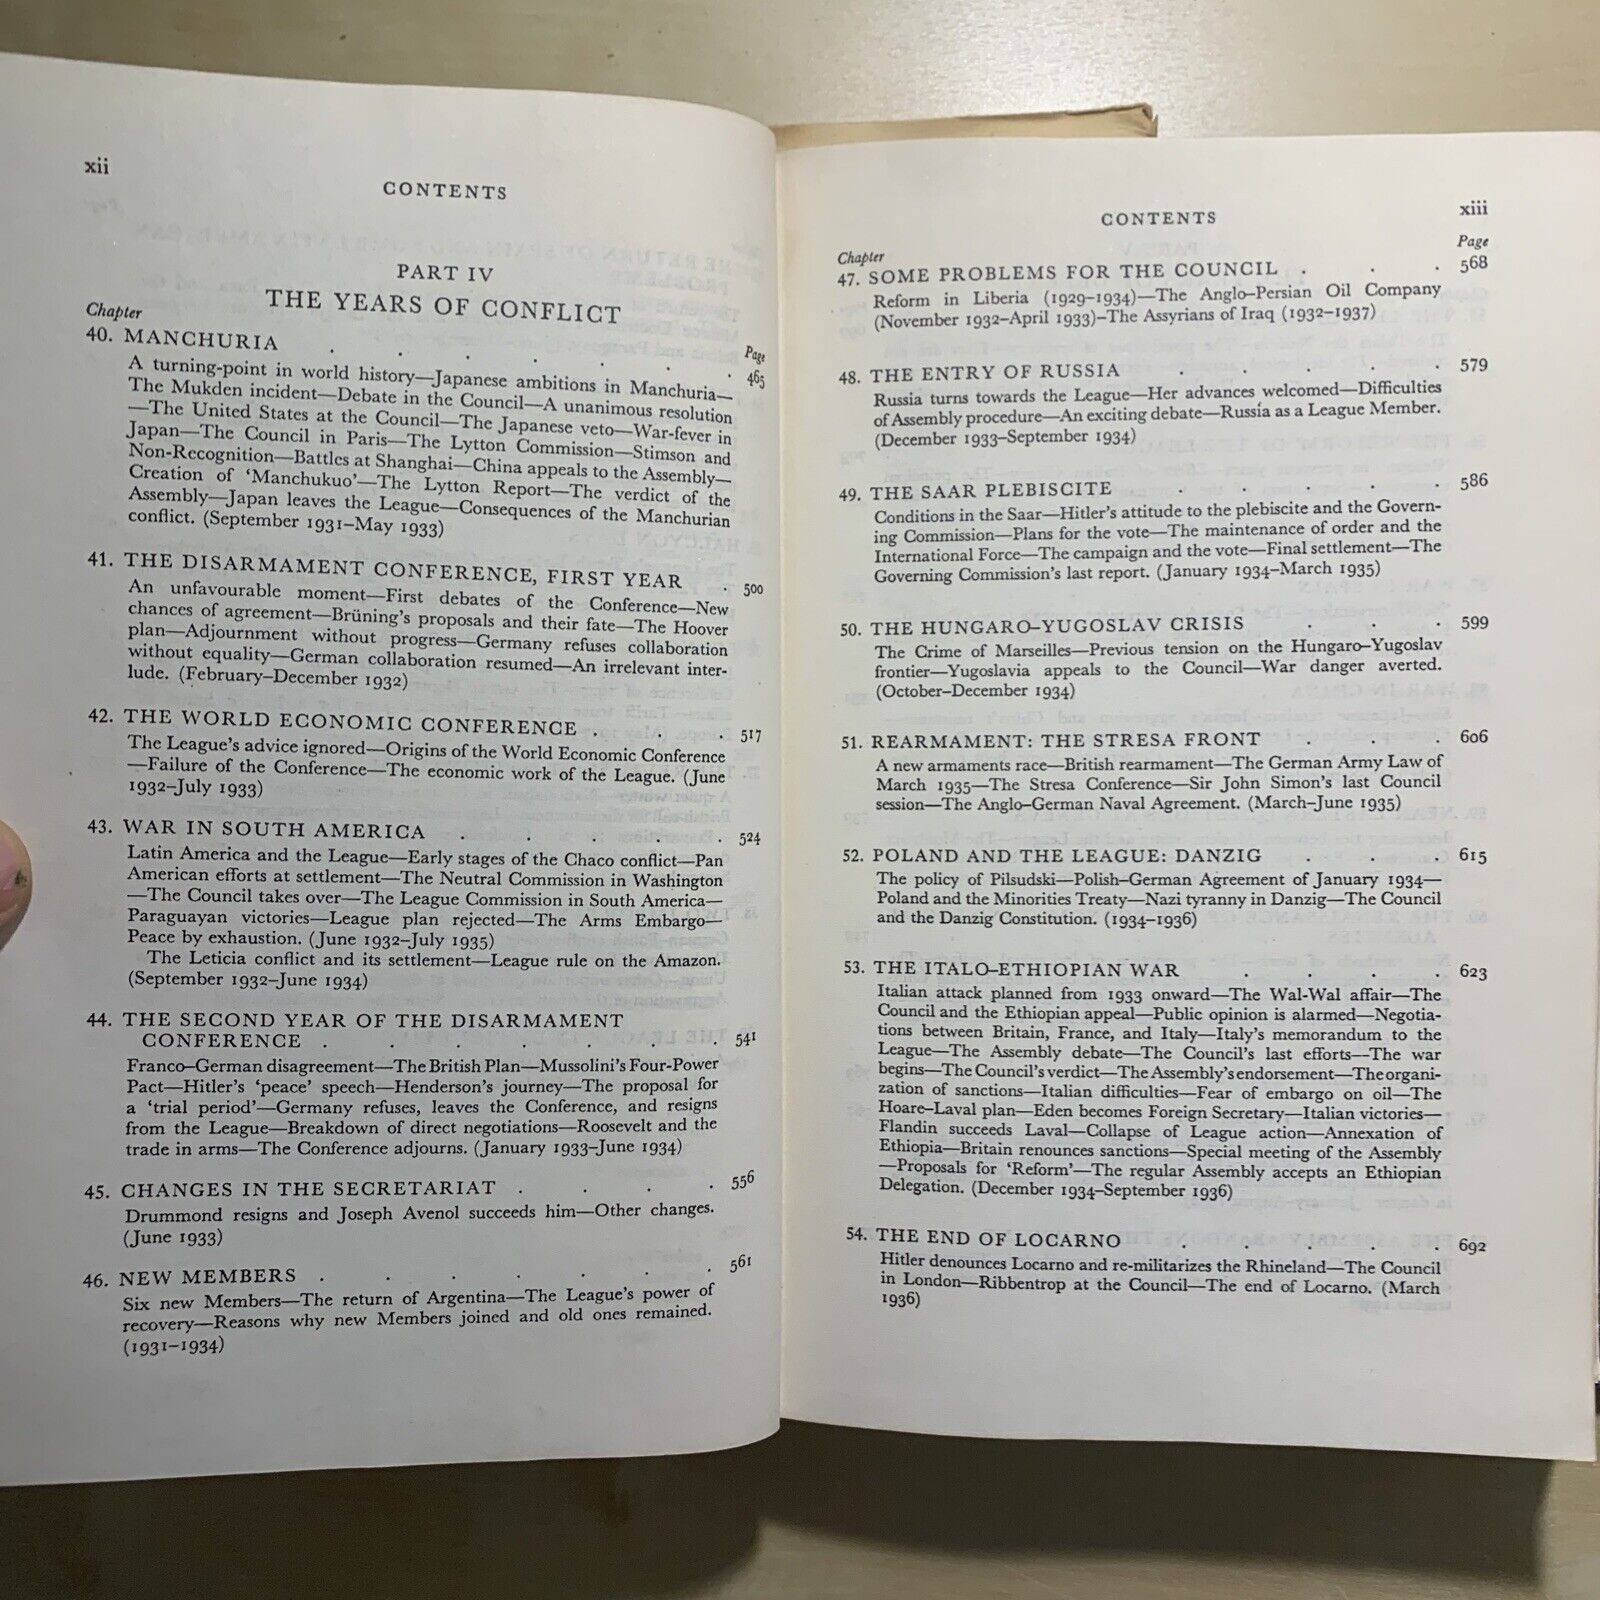 xii
CONTENTS
PART IV
THE YEARS OF CONFLICT
Chapter
Page
40. MANCHURIA . . . . . . . 465
A turning-point in world history—Japanese ambitions in Manchuria—
The Mukden incident—Debate in the Council—A unanimous resolution
—The United States at the Council—The Japanese veto—War-fever in
Japan—The Council in Paris—The Lytton Commission—Stimson and
Non-Recognition—Battles at Shanghai—China appeals to the Assembly—
Creation of 'Manchukuo'—The Lytton Report—The verdict of the
Assembly—Japan leaves the League—Consequences of the Manchurian
conflict. (September 1931–May 1933)
41. THE DISARMAMENT CONFERENCE, FIRST YEAR . 500
An unfavourable moment—First debates of the Conference—New
chances of agreement—Brüning's proposals and their fate—The Hoover
plan—Adjournment without progress—Germany refuses collaboration
without equality—German collaboration resumed—An irrelevant inter-
lude. (February–December 1932)
42. THE WORLD ECONOMIC CONFERENCE . . . 517
The League's advice ignored—Origins of the World Economic Conference
—Failure of the Conference—The economic work of the League. (June
1932–July 1933)
43. WAR IN SOUTH AMERICA . . . . . 524
Latin America and the League—Early stages of the Chaco conflict—Pan
American efforts at settlement—The Neutral Commission in Washington
—The Council takes over—The League Commission in South America—
Paraguayan victories—League plan rejected—The Arms Embargo—
Peace by exhaustion. (June 1932–July 1935)
The Leticia conflict and its settlement—League rule on the Amazon.
(September 1932–June 1934)
44. THE SECOND YEAR OF THE DISARMAMENT
CONFERENCE . . . . . . . 541
Franco–German disagreement—The British Plan—Mussolini's Four-Power
Pact—Hitler's 'peace' speech—Henderson's journey—The proposal for
a 'trial period'—Germany refuses, leaves the Conference, and resigns
from the League—Breakdown of direct negotiations—Roosevelt and the
trade in arms—The Conference adjourns. (January 1933–June 1934)
45. CHANGES IN THE SECRETARIAT . . . . 556
Drummond resigns and Joseph Avenol succeeds him—Other changes.
(June 1933)
46. NEW MEMBERS . . . . . . . 561
Six new Members—The return of Argentina—The League's power of
recovery—Reasons why new Members joined and old ones remained.
(1931–1934)
xiii
CONTENTS
Chapter
Page
47. SOME PROBLEMS FOR THE COUNCIL . . . 568
Reform in Liberia (1929–1934)—The Anglo–Persian Oil Company
(November 1932–April 1933)–The Assyrians of Iraq (1932–1937)
48. THE ENTRY OF RUSSIA . . . . . 579
Russia turns towards the League—Her advances welcomed—Difficulties
of Assembly procedure—An exciting debate—Russia as a League Member.
(December 1933–September 1934)
49. THE SAAR PLEBISCITE . . . . . 586
Conditions in the Saar—Hitler's attitude to the plebiscite and the Govern-
ing Commission—Plans for the vote—The maintenance of order and the
International Force—The campaign and the vote—Final settlement—The
Governing Commission's last report. (January 1934–March 1935)
50. THE HUNGARO–YUGOSLAV CRISIS . . . 599
The Crime of Marseilles—Previous tension on the Hungaro–Yugoslav
frontier—Yugoslavia appeals to the Council—War danger averted.
(October–December 1934)
51. REARMAMENT: THE STRESA FRONT . . . 606
A new armaments race—British rearmament—The German Army Law of
March 1935—The Stresa Conference—Sir John Simon's last Council
session—The Anglo–German Naval Agreement. (March–June 1935)
52. POLAND AND THE LEAGUE: DANZIG . . . 615
The policy of Pilsudski—Polish–German Agreement of January 1934—
Poland and the Minorities Treaty—Nazi tyranny in Danzig—The Council
and the Danzig Constitution. (1934–1936)
53. THE ITALO–ETHIOPIAN WAR . . . . 623
Italian attack planned from 1933 onward—The Wal-Wal affair—The
Council and the Ethiopian appeal—Public opinion is alarmed—Negotia-
tions between Britain, France, and Italy—Italy's memorandum to the
League—The Assembly debate—The Council's last efforts—The war
begins—The Council's verdict—The Assembly's endorsement—The organi-
zation of sanctions—Italian difficulties—Fear of embargo on oil—The
Hoare–Laval plan—Eden becomes Foreign Secretary—Italian victories—
Flandin succeeds Laval—Collapse of League action—Annexation of
Ethiopia—Britain renounces sanctions—Special meeting of the Assembly
—Proposals for 'Reform'—The regular Assembly accepts an Ethiopian
Delegation. (December 1934–September 1936)
54. THE END OF LOCARNO . . . . . 692
Hitler denounces Locarno and re-militarizes the Rhineland—The Council
in London—Ribbentrop at the Council—The end of Locarno. (March
1936)